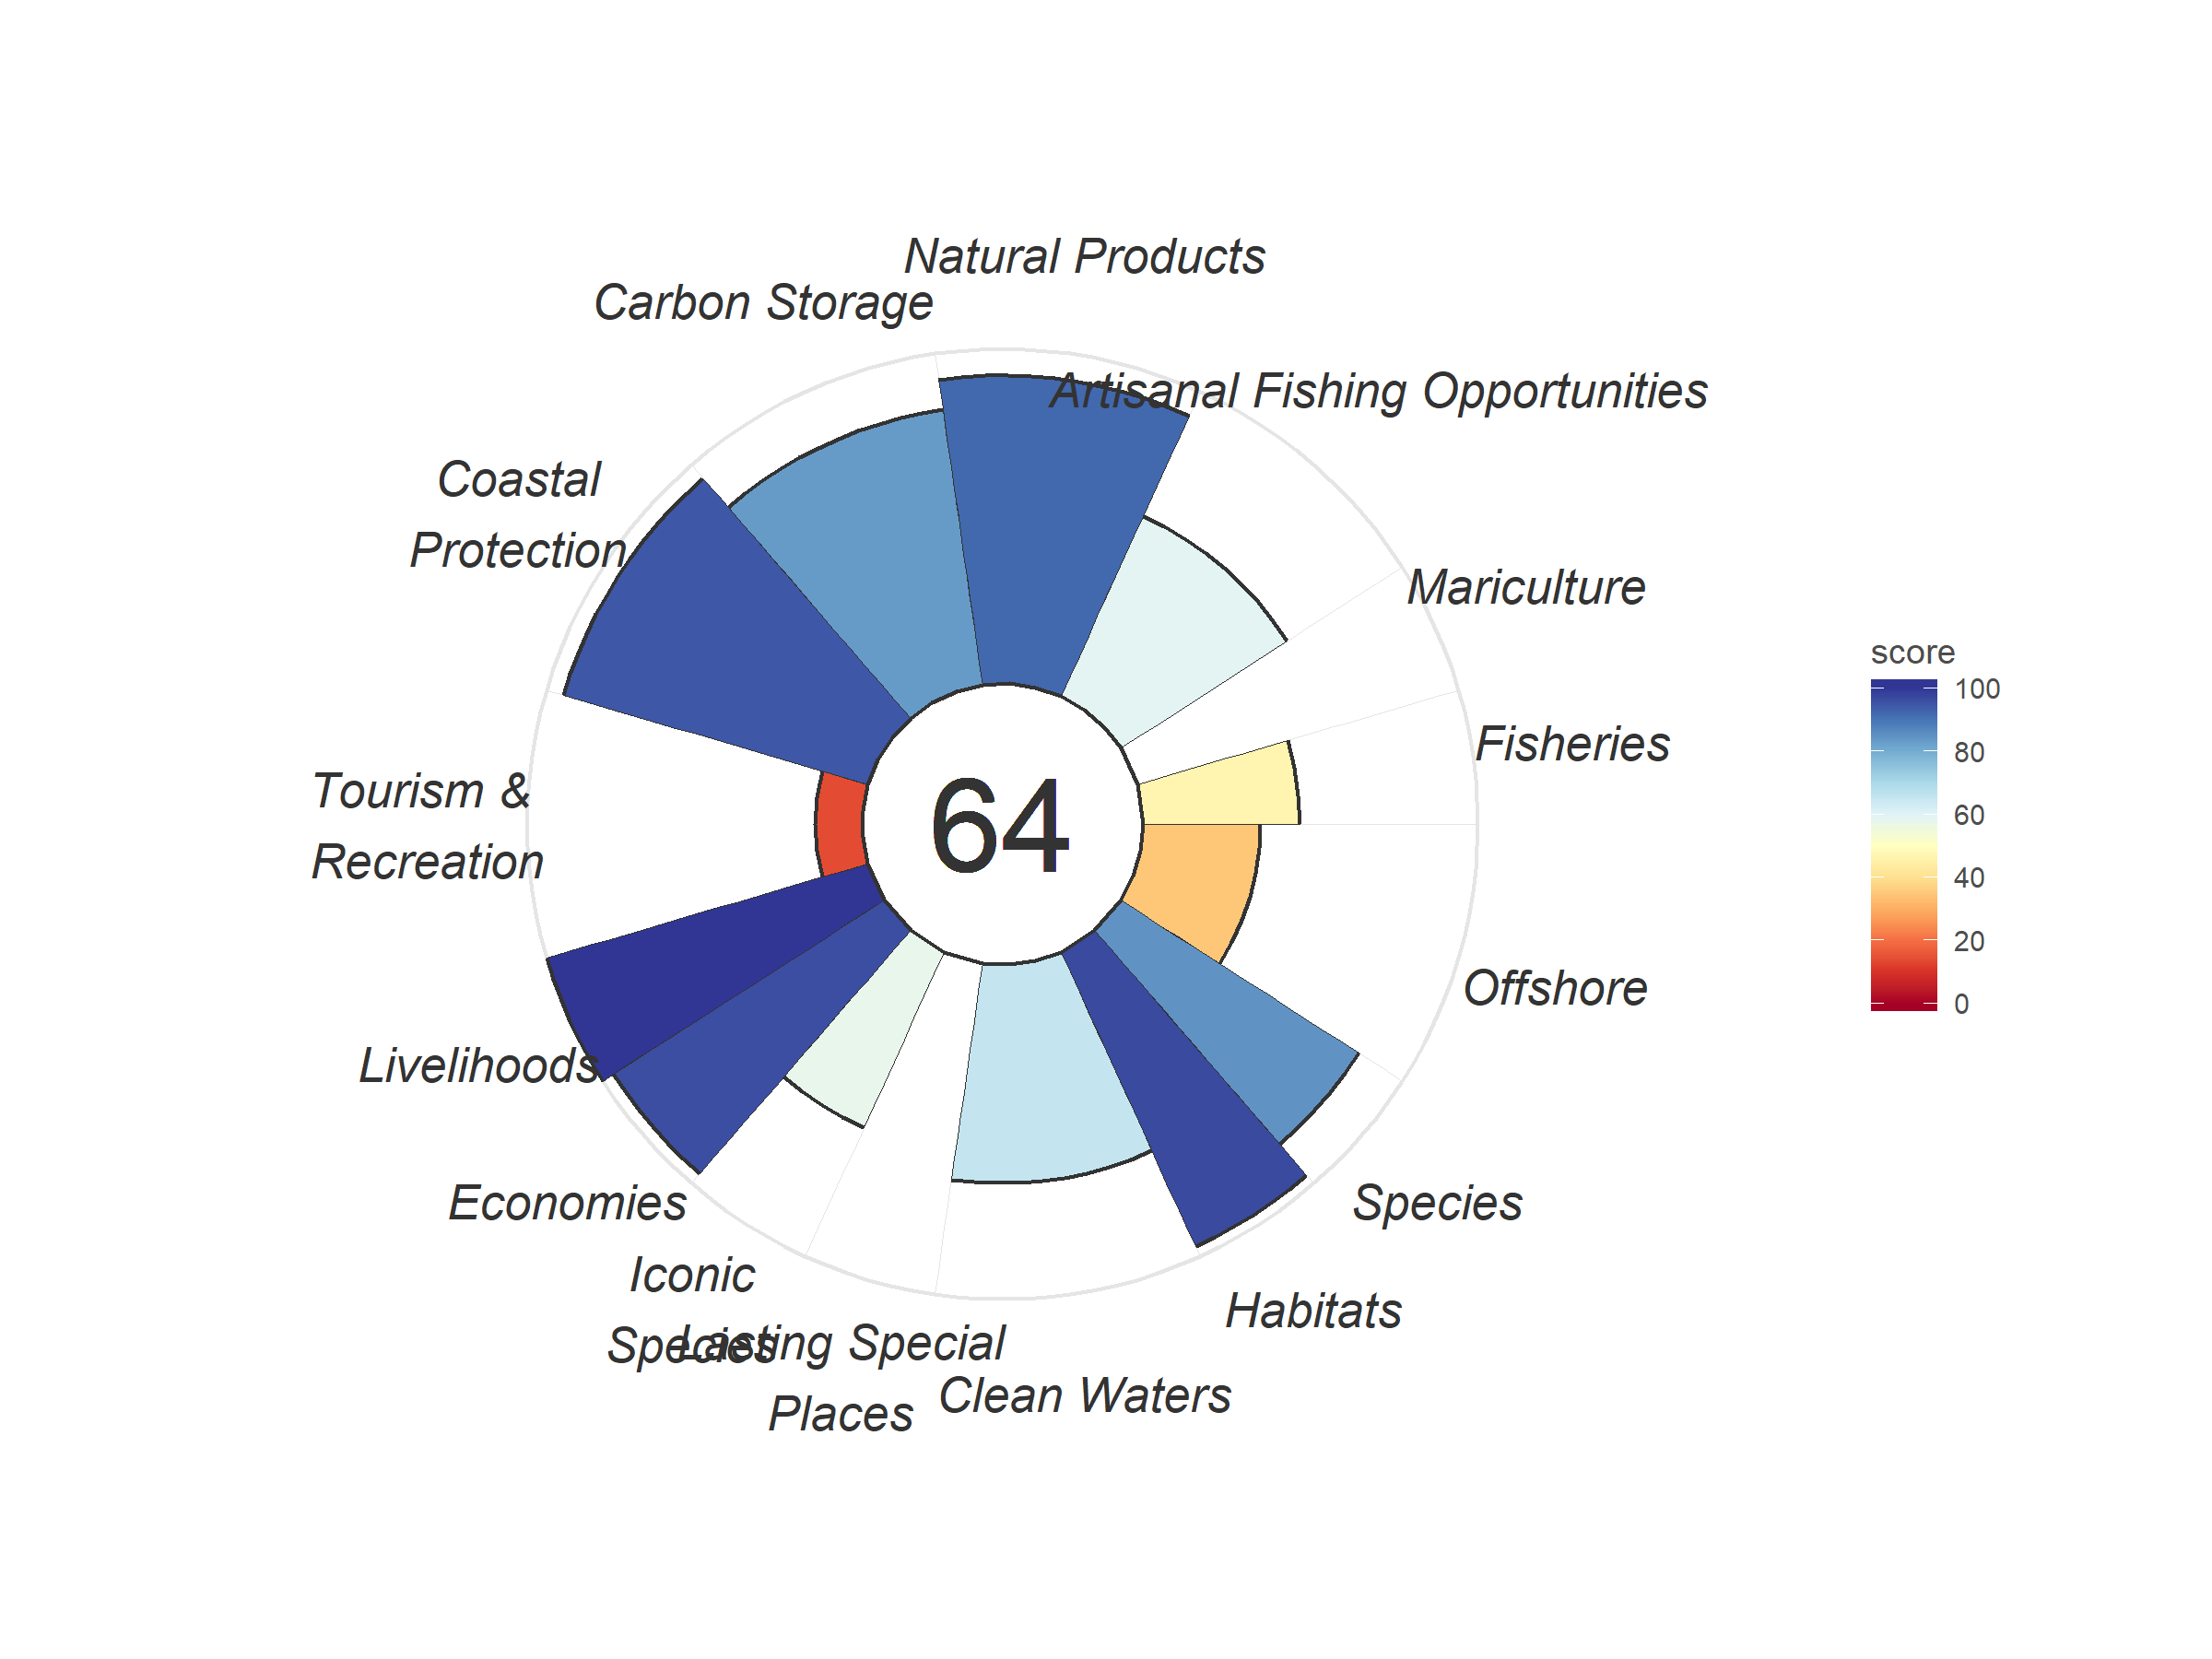 Natural Products
Carbon Storage
Artisanal Fishing Opportunities
Coastal
Protection
Mariculture
Fisheries
Tourism &
Recreation
64
Offshore
Livelihoods
Economies
Species
Iconic
Species
Habitats
Lasting Special
Places
Clean Waters
score
100
80
60
40
20
0